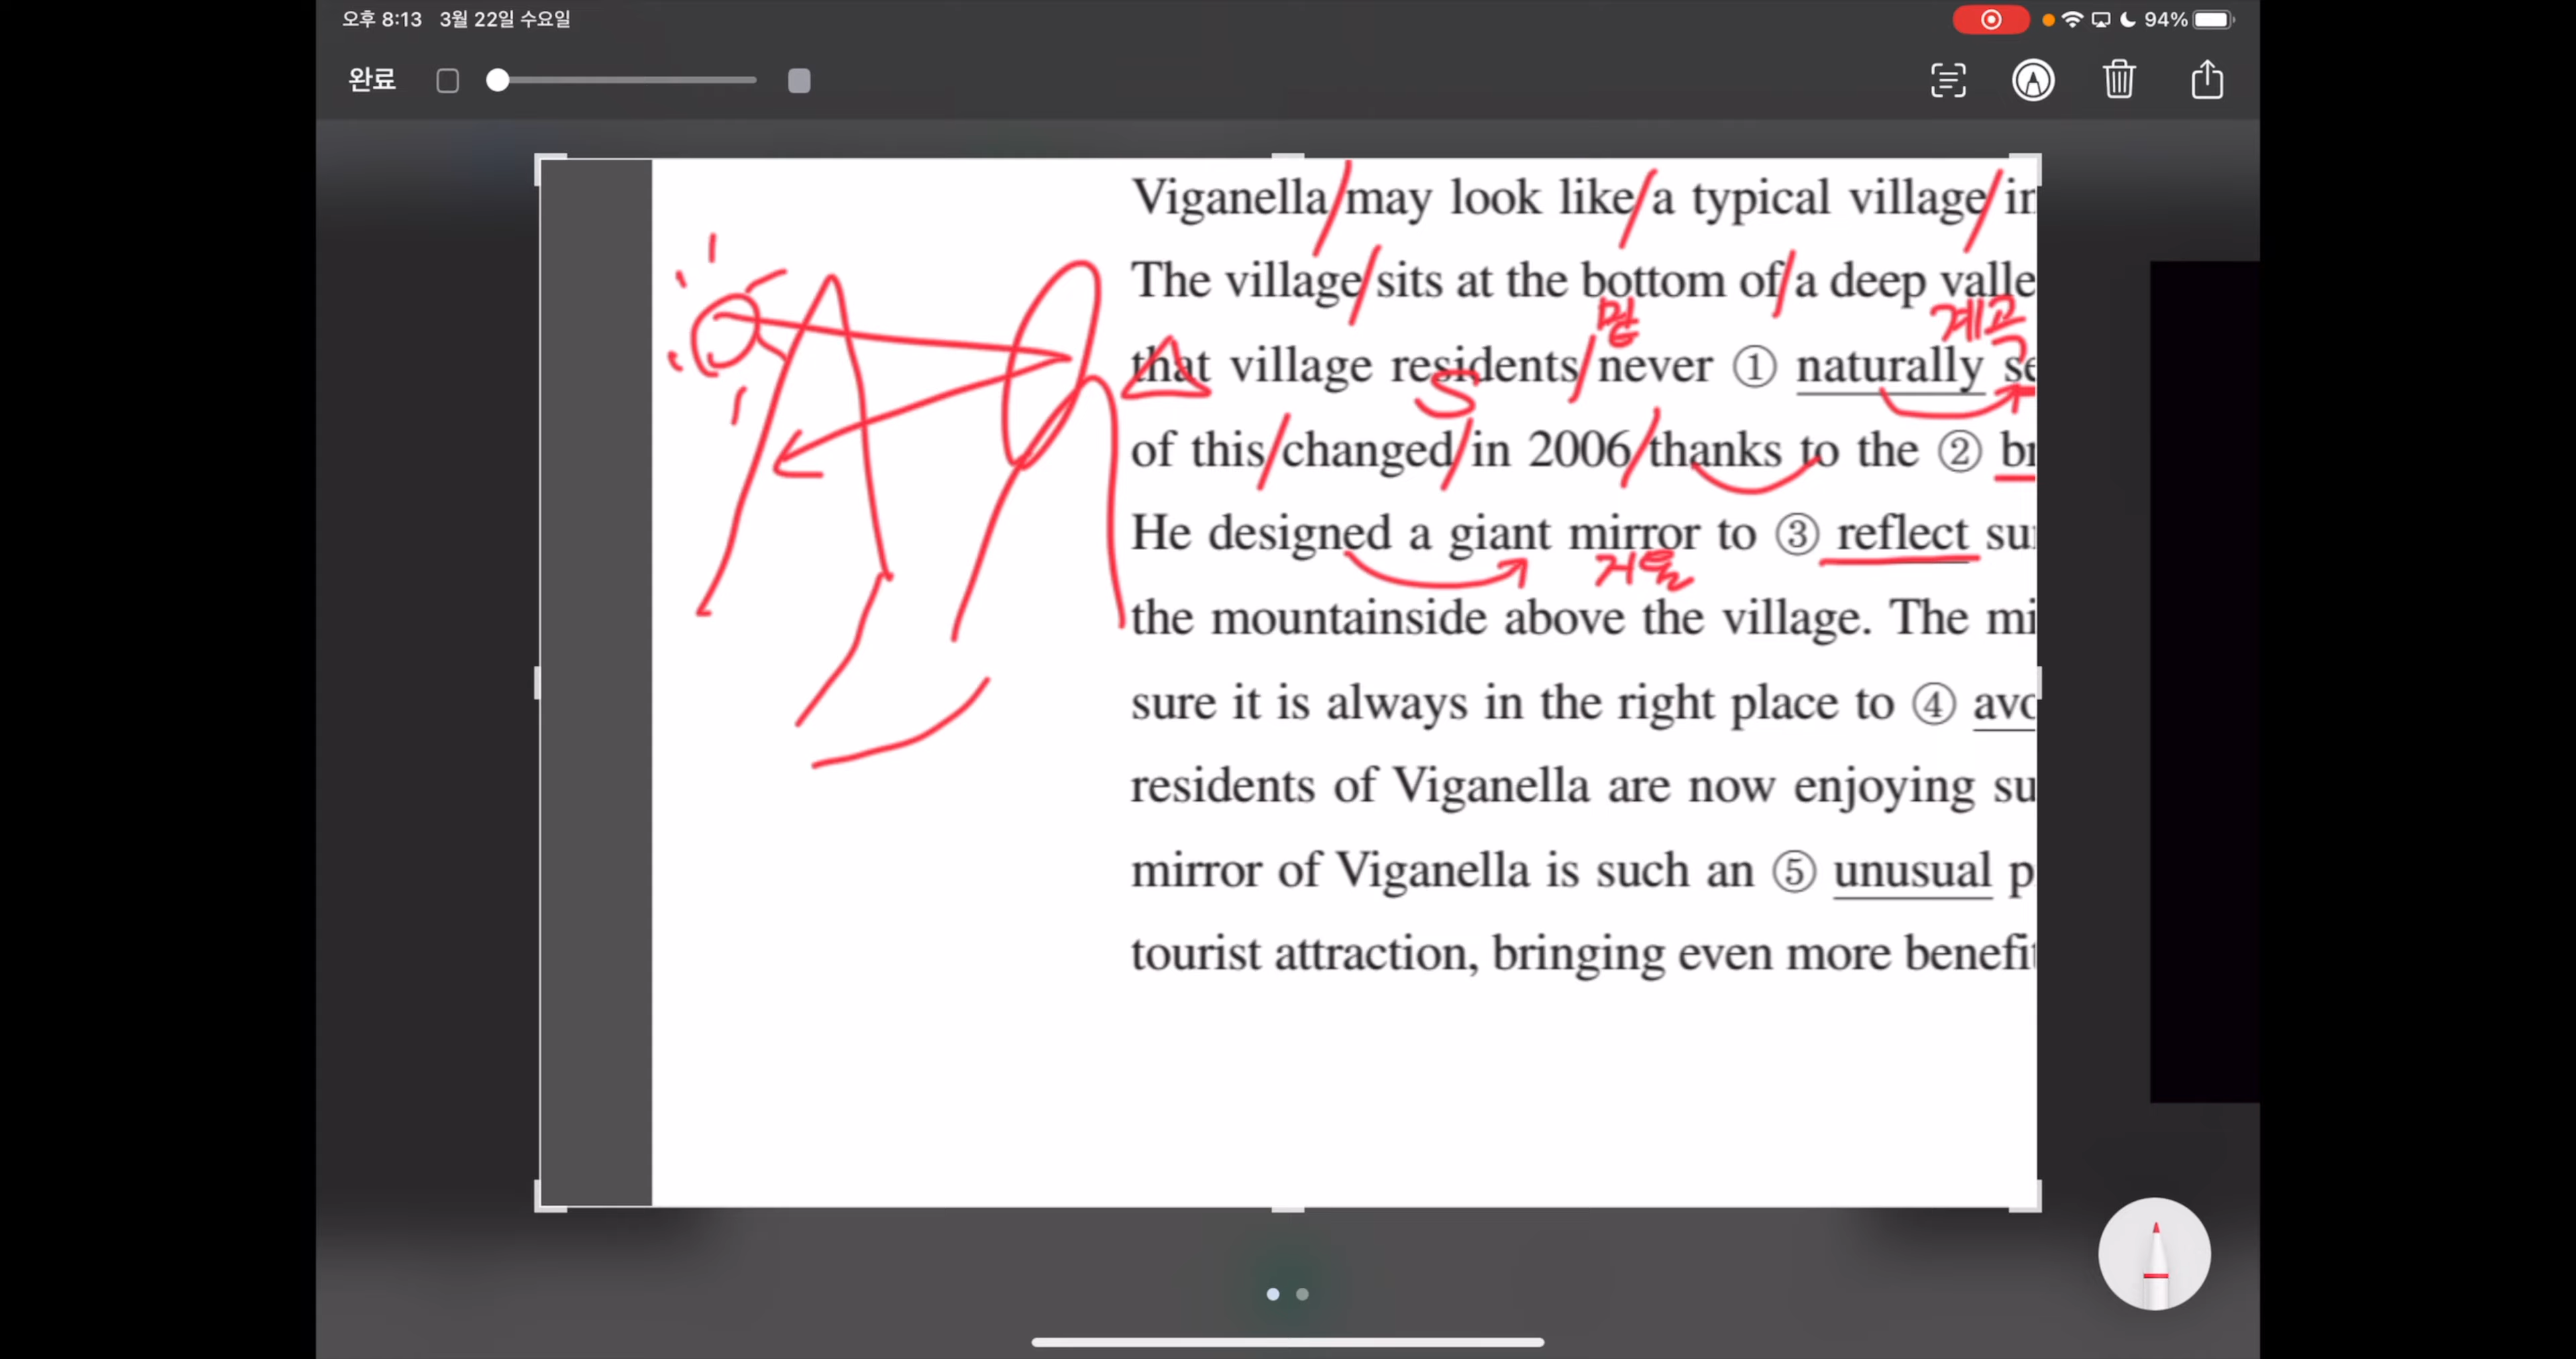 오후 8:13 3월 22일 수요일
94%
완료
Viganella may look like a typical village in
The village sits at the bottom of a deep valle
밑
계곡
that village residents never ① naturally se
S
of this changed in 2006 thanks to the ② br
He designed a giant mirror to ③ reflect su
거울
the mountainside above the village. The mi
sure it is always in the right place to ④ avo
residents of Viganella are now enjoying su
mirror of Viganella is such an ⑤ unusual p
tourist attraction, bringing even more benefit